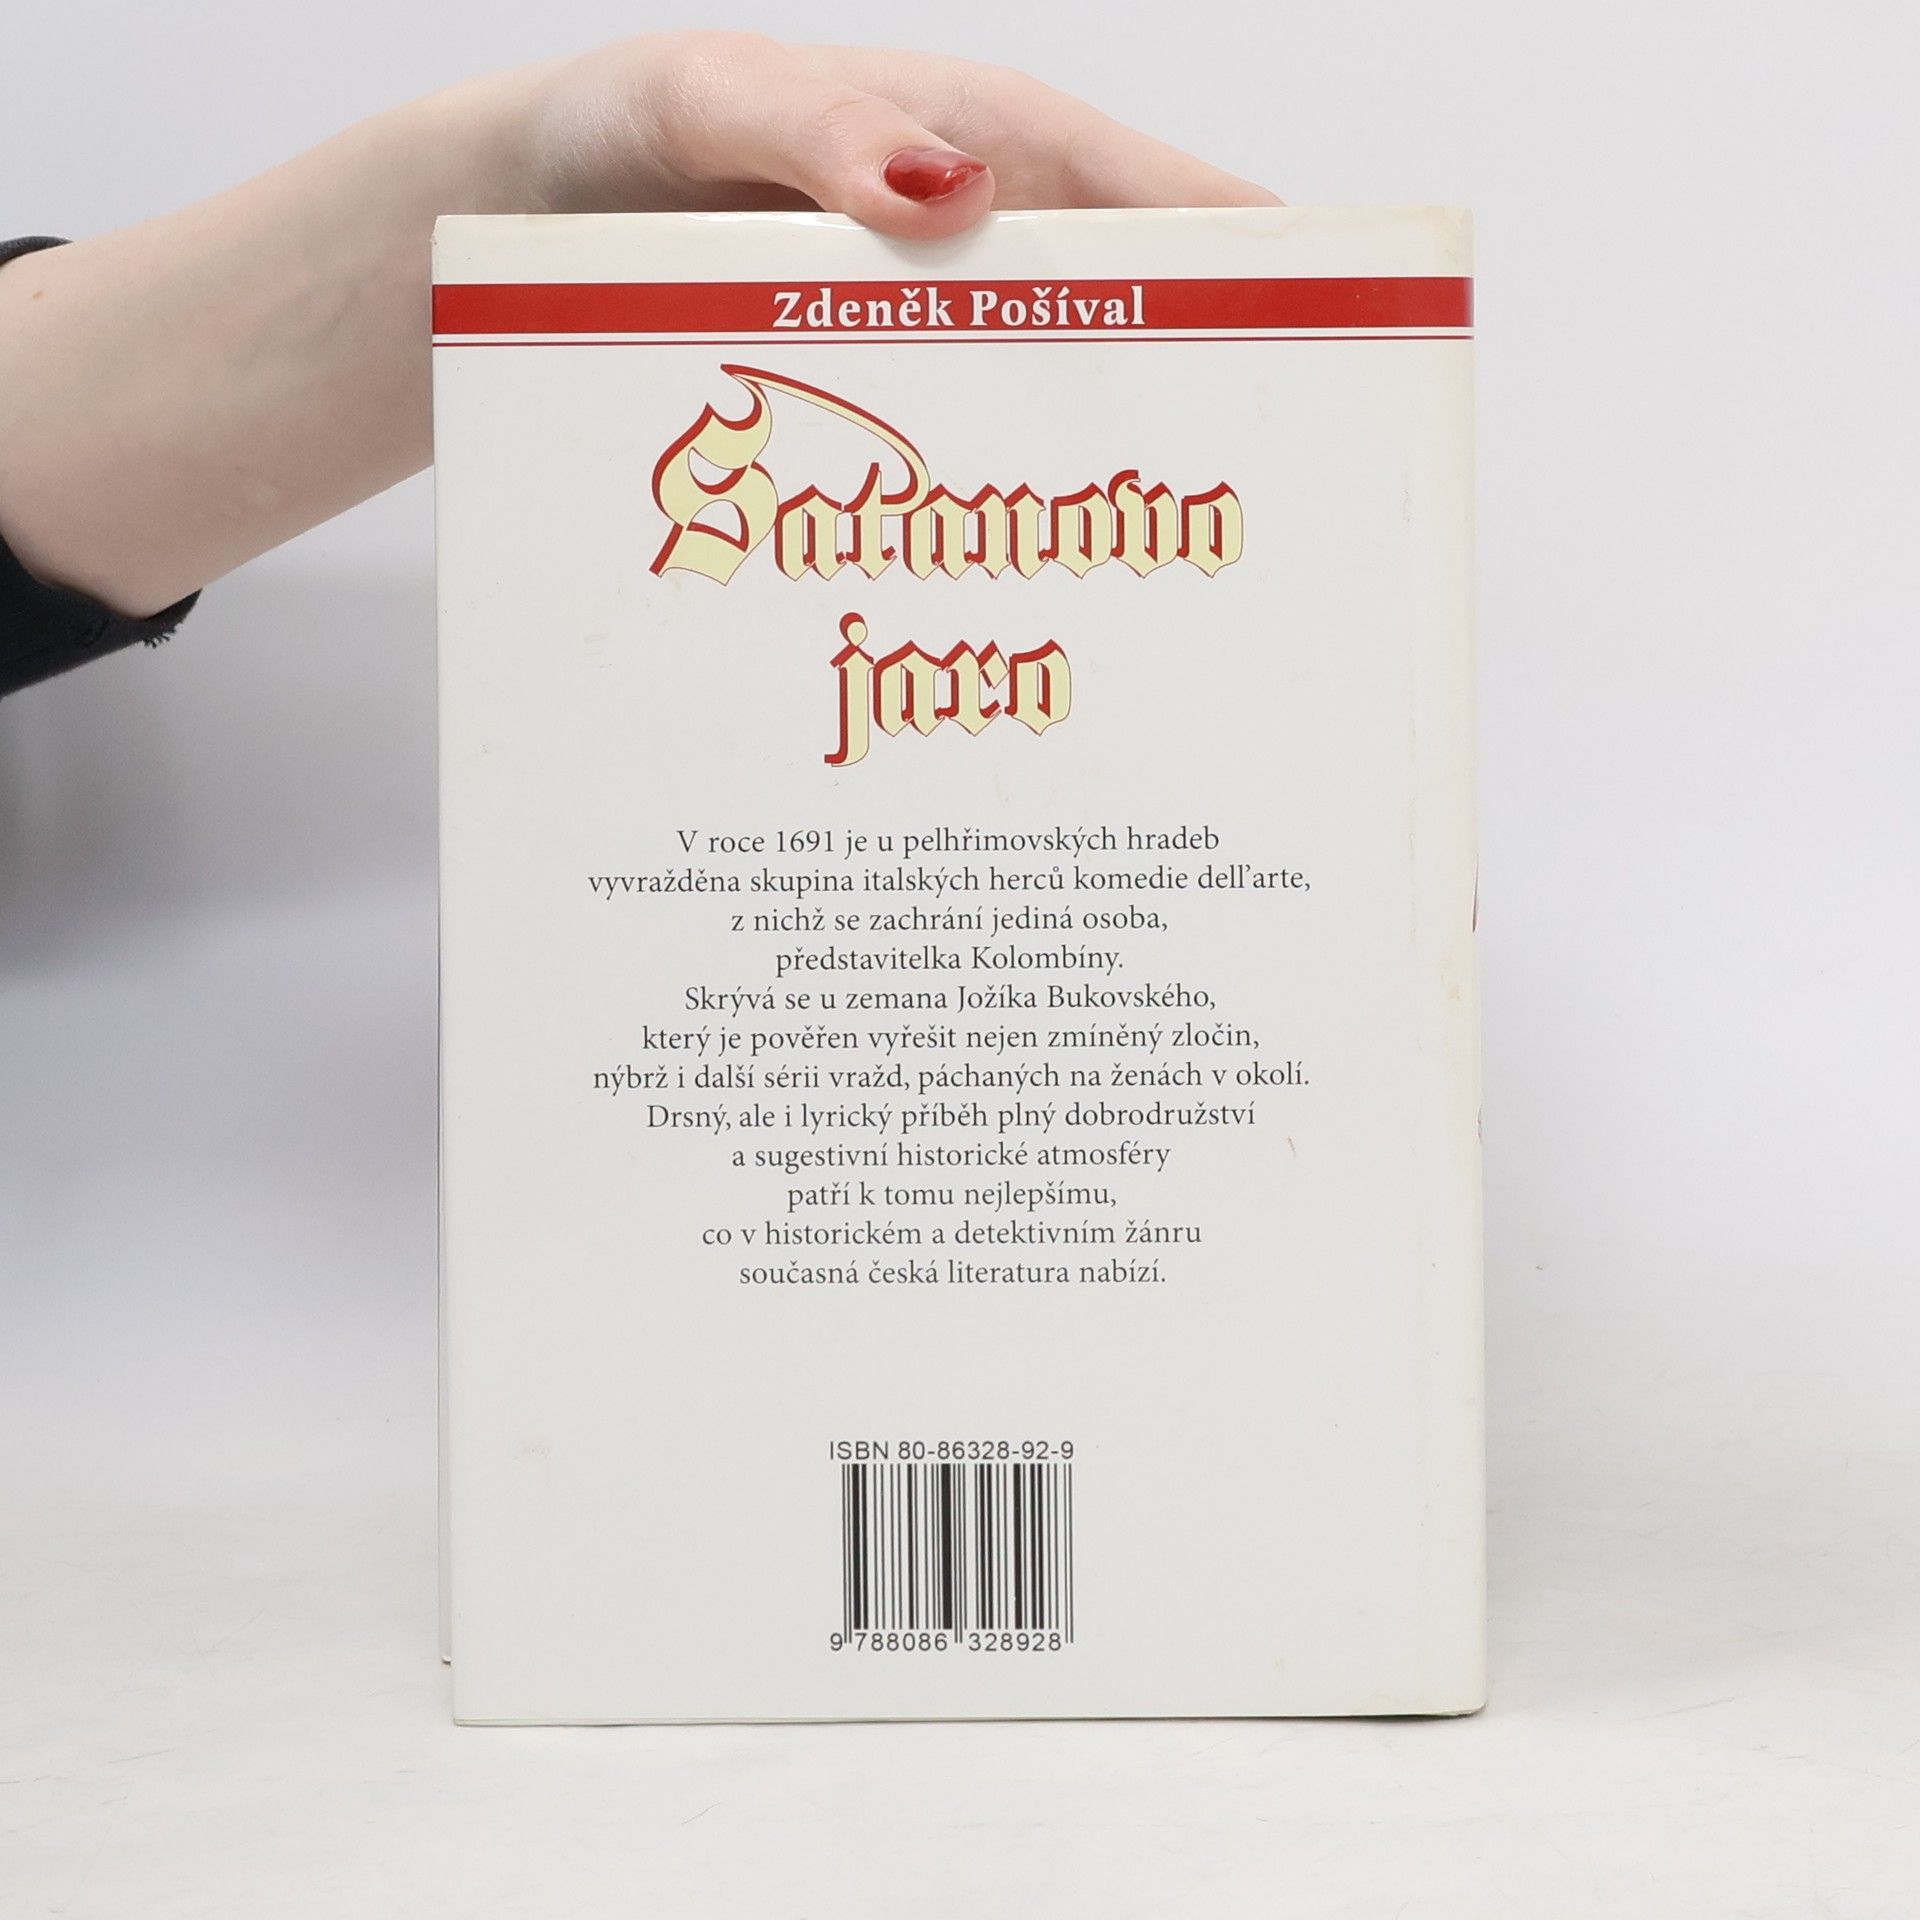 Zdeněk Pošíval
Satanovo
jaro
V roce 1691 je u pelhřimovských hradeb
vyvražděna skupina italských herců komedie dell'arte,
z nichž se zachrání jediná osoba,
představitelka Kolombíny.
Skrývá se u zemana Jožíka Bukovského,
který je pověřen vyřešit nejen zmíněný zločin,
nýbrž i další sérii vražd, páchaných na ženách v okolí.
Drsný, ale i lyrický příběh plný dobrodružství
a sugestivní historické atmosféry
patří k tomu nejlepšímu,
co v historickém a detektivním žánru
současná česká literatura nabízí.
ISBN 80-86328-92-9
9 788086 328928